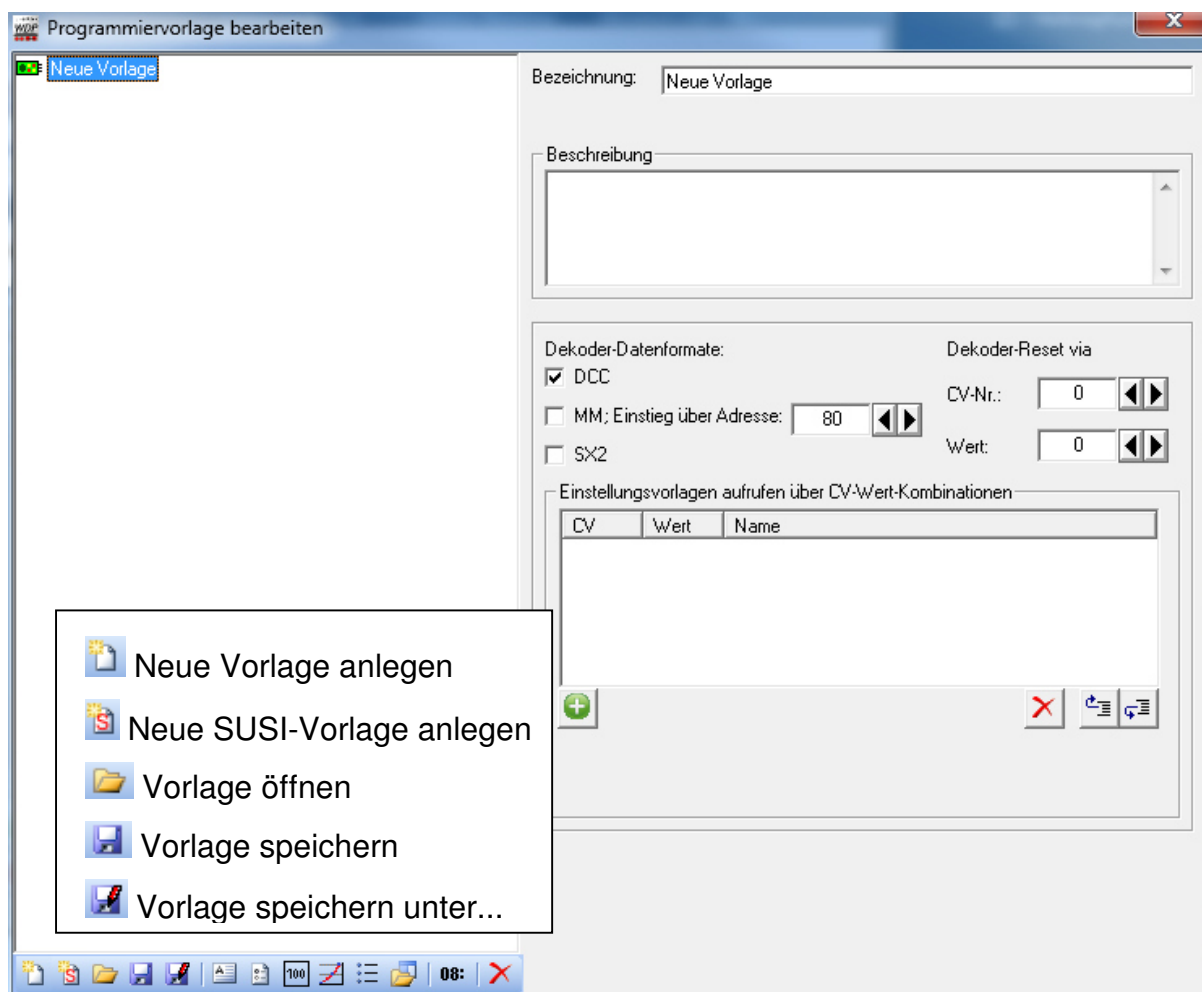 WDP Programmiervorlage bearbeiten
X
Neue Vorlage
Bezeichnung: Neue Vorlage
Beschreibung
Dekoder-Datenformate:
DCC
MM; Einstieg über Adresse: 80
SX2
Dekoder-Reset via
CV-Nr.: 0
Wert: 0
Einstellungsvorlagen aufrufen über CV-Wert-Kombinationen
CV Wert Name
Neue Vorlage anlegen
S Neue SUSI-Vorlage anlegen
Vorlage öffnen
Vorlage speichern
Vorlage speichern unter...
S A 100 08: